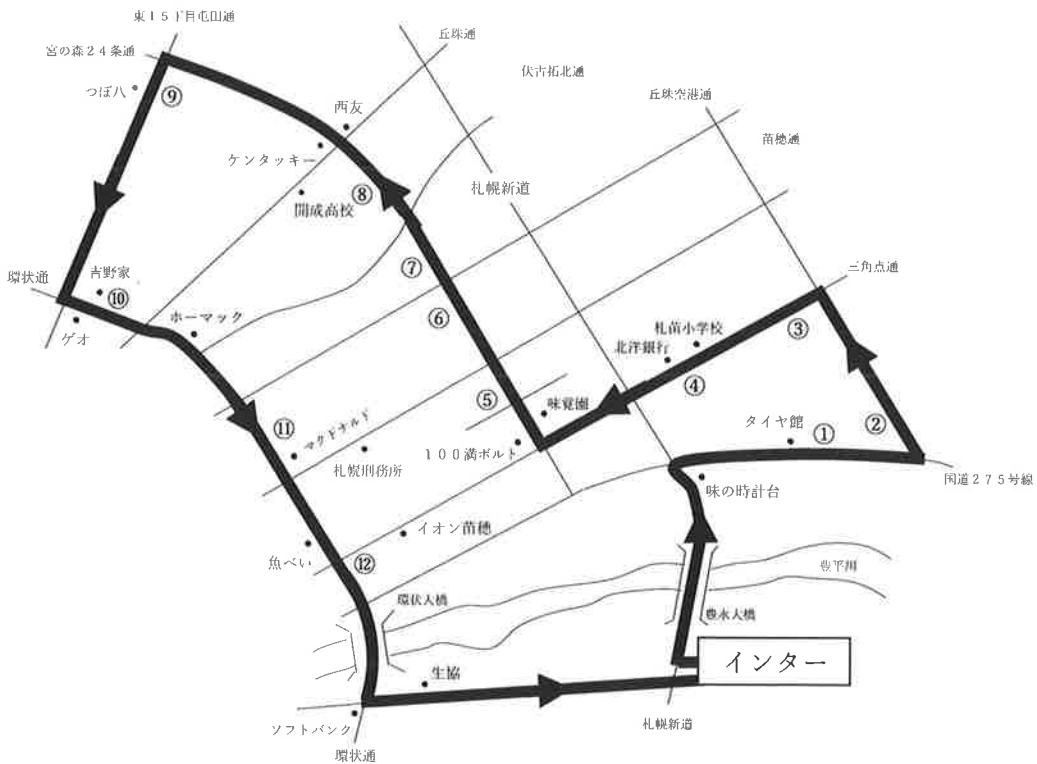 東１５丁目屯田通
丘珠通
宮の森２４条通
伏古拓北通
つぼ八
⑨
西友
丘珠空港通
苗穂通
ケンタッキー
⑧
開成高校
札幌新道
⑦
三角点通
環状通
吉野家
⑩
ホーマック
⑥
ゲオ
③
札苗小学校
北洋銀行
④
⑤
味覚園
⑪
マクドナルド
タイヤ館
①
②
１００満ボルト
札幌刑務所
国道２７５号線
味の時計台
イオン苗穂
魚べい
⑫
豊平川
環状大橋
豊水大橋
インター
生協
ソフトバンク
札幌新道
環状通